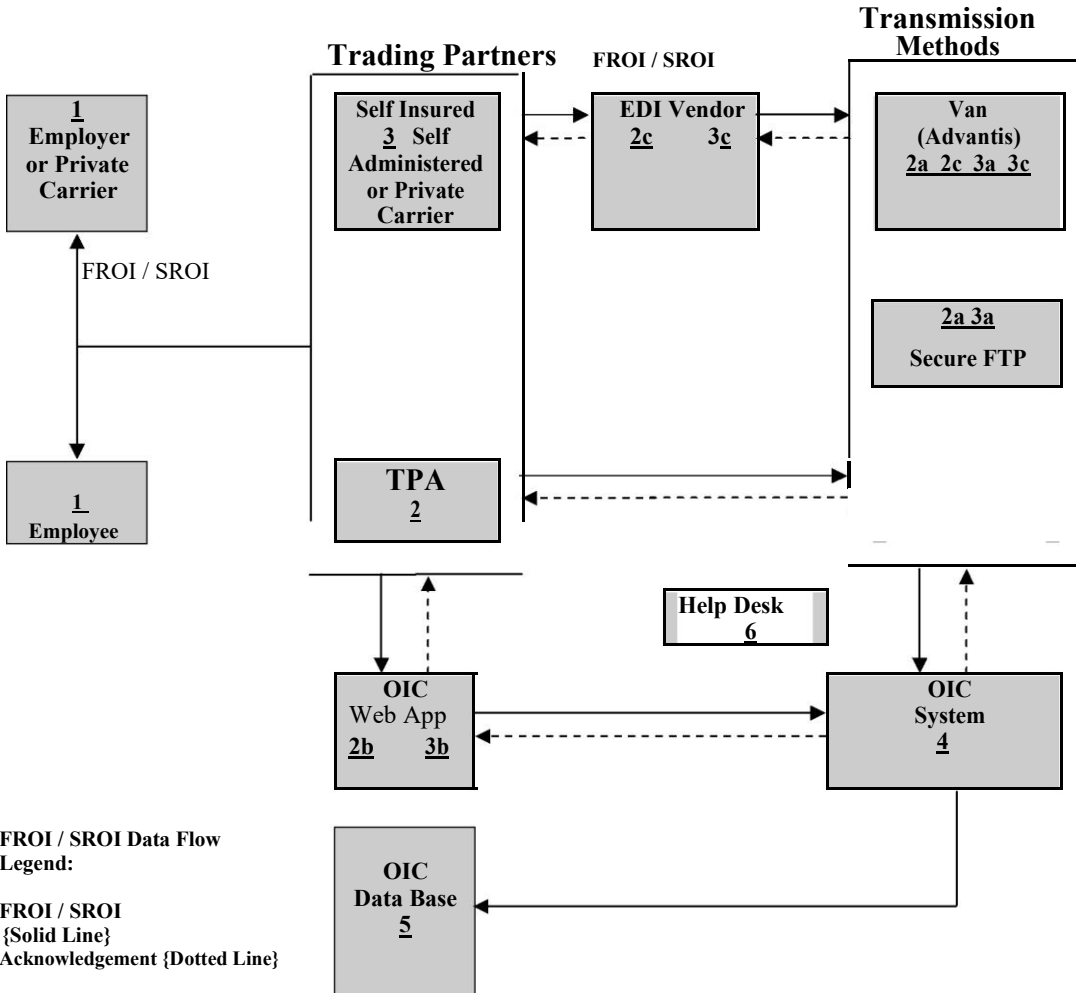 Transmission
Methods
Trading Partners
FROI / SROI
1
Employer
or Private
Carrier
Self Insured
3 Self
Administered
or Private
Carrier
EDI Vendor
2c 3c
Van
(Advantis)
2a 2c 3a 3c
FROI / SROI
2a 3a
Secure FTP
1
Employee
TPA
2
Help Desk
6
OIC
Web App
2b 3b
OIC
System
4
FROI / SROI Data Flow
Legend:
FROI / SROI
{Solid Line}
Acknowledgement {Dotted Line}
OIC
Data Base
5